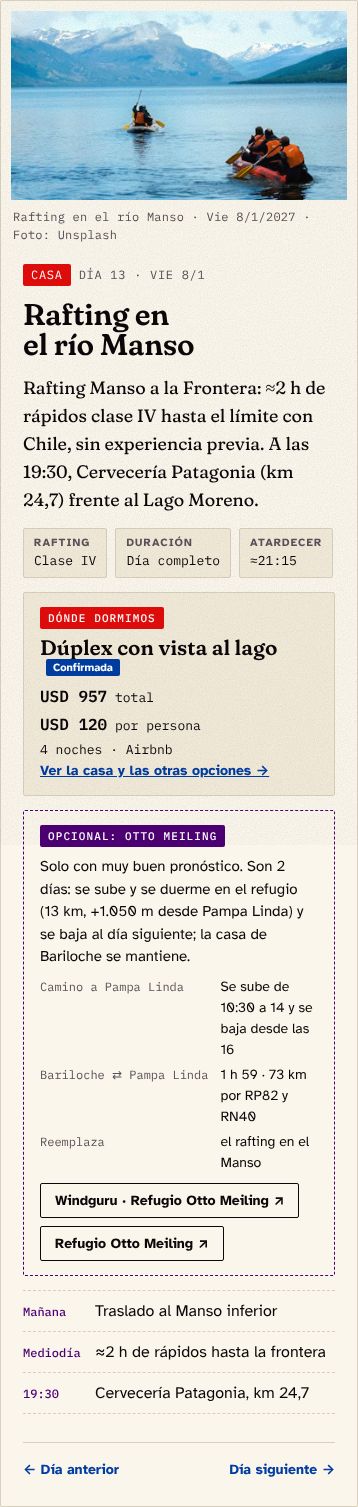 Rafting en el río Manso · Vie 8/1/2027 ·
Foto: Unsplash
CASA DÍA 13 · VIE 8/1
Rafting en
el río Manso
Rafting Manso a la Frontera: ≈2 h de
rápidos clase IV hasta el límite con
Chile, sin experiencia previa. A las
19:30, Cervecería Patagonia (km
24,7) frente al Lago Moreno.
RAFTING
Clase IV
DURACIÓN
Día completo
ATARDECER
≈21:15
DÓNDE DORMIMOS
Dúplex con vista al lago
Confirmada
USD 957 total
USD 120 por persona
4 noches · Airbnb
Ver la casa y las otras opciones →
OPCIONAL: OTTO MEILING
Solo con muy buen pronóstico. Son 2
días: se sube y se duerme en el refugio
(13 km, +1.050 m desde Pampa Linda) y
se baja al día siguiente; la casa de
Bariloche se mantiene.
Camino a Pampa Linda
Se sube de
10:30 a 14 y se
baja desde las
16
Bariloche ⇄ Pampa Linda
1 h 59 · 73 km
por RP82 y
RN40
Reemplaza
el rafting en el
Manso
Windguru · Refugio Otto Meiling ↗
Refugio Otto Meiling ↗
Mañana Traslado al Manso inferior
Mediodía ≈2 h de rápidos hasta la frontera
19:30 Cervecería Patagonia, km 24,7
← Día anterior Día siguiente →